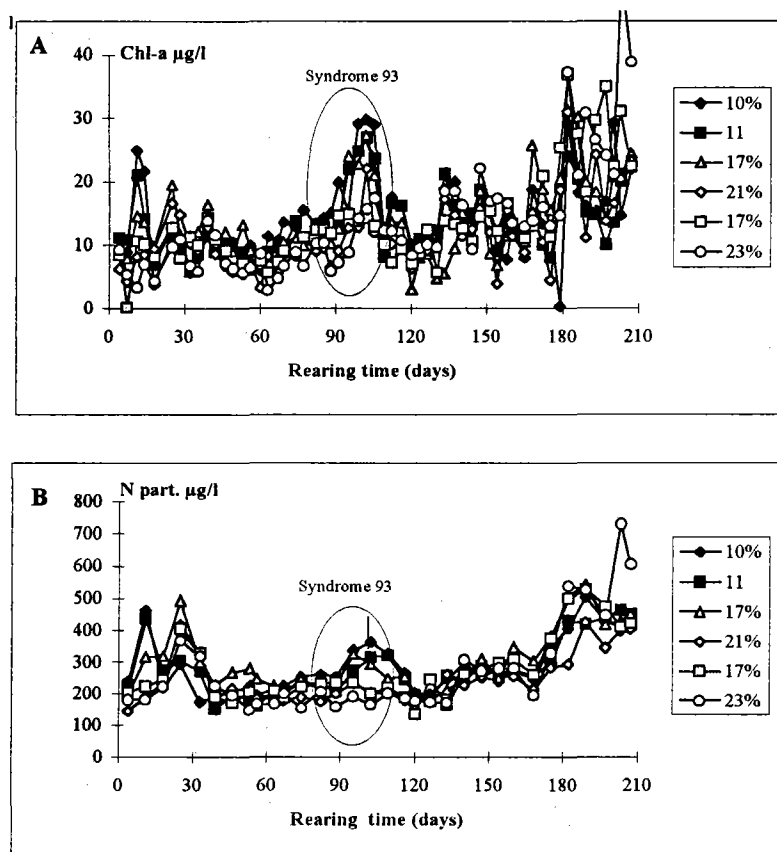 A
Chl-a µg/l
Syndrome 93
40
30
20
10
0
0 30 60 90 120 150 180 210
Rearing time (days)
10%
11
17%
21%
17%
23%
B
N part. µg/l
Syndrome 93
800
700
600
500
400
300
200
100
0
0 30 60 90 120 150 180 210
Rearing time (days)
10%
11
17%
21%
17%
23%